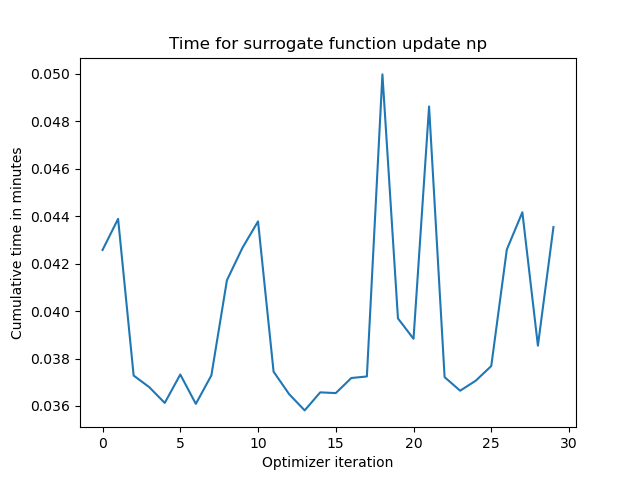 Time for surrogate function update np
0.050
0.048
0.046
0.044
0.042
0.040
0.038
0.036
Cumulative time in minutes
0 5 10 15 20 25 30
Optimizer iteration